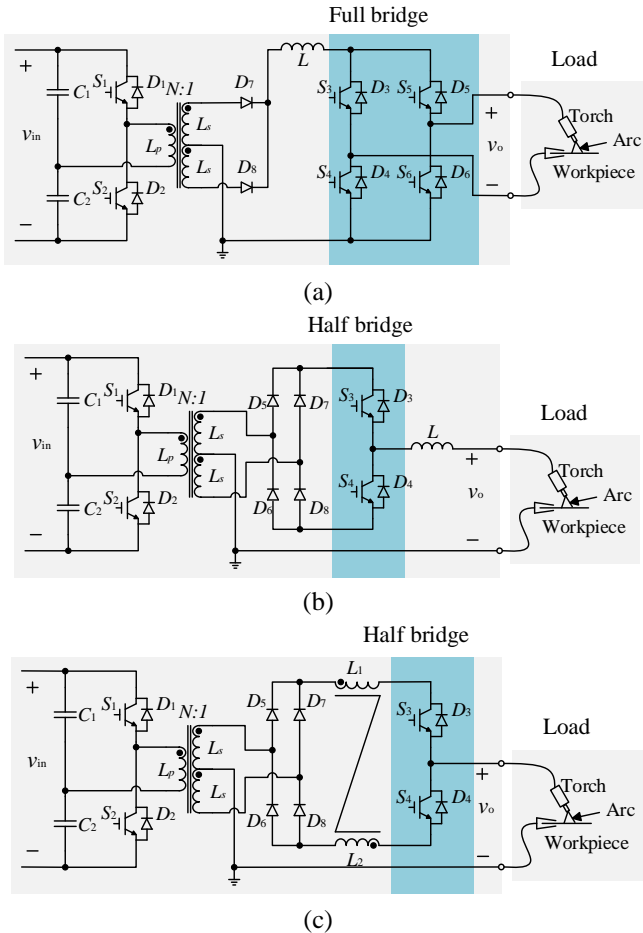 Full bridge
Load
+
C1
S1
D1
N:1
D7
L
S3
D3
S5
D5
vin
Lp
Ls
Ls
+
vo
−
Torch
Arc
Workpiece
C2
S2
D2
D8
S4
D4
S6
D6
−
(a)
Half bridge
Load
+
C1
S1
D1
N:1
D5
D7
S3
D3
vin
Lp
Ls
Ls
L
+
vo
−
Torch
Arc
Workpiece
C2
S2
D2
D6
D8
S4
D4
−
(b)
Half bridge
Load
+
C1
S1
D1
N:1
D5
D7
L1
S3
D3
vin
Lp
Ls
Ls
+
vo
−
Torch
Arc
Workpiece
C2
S2
D2
D6
D8
L2
S4
D4
−
(c)